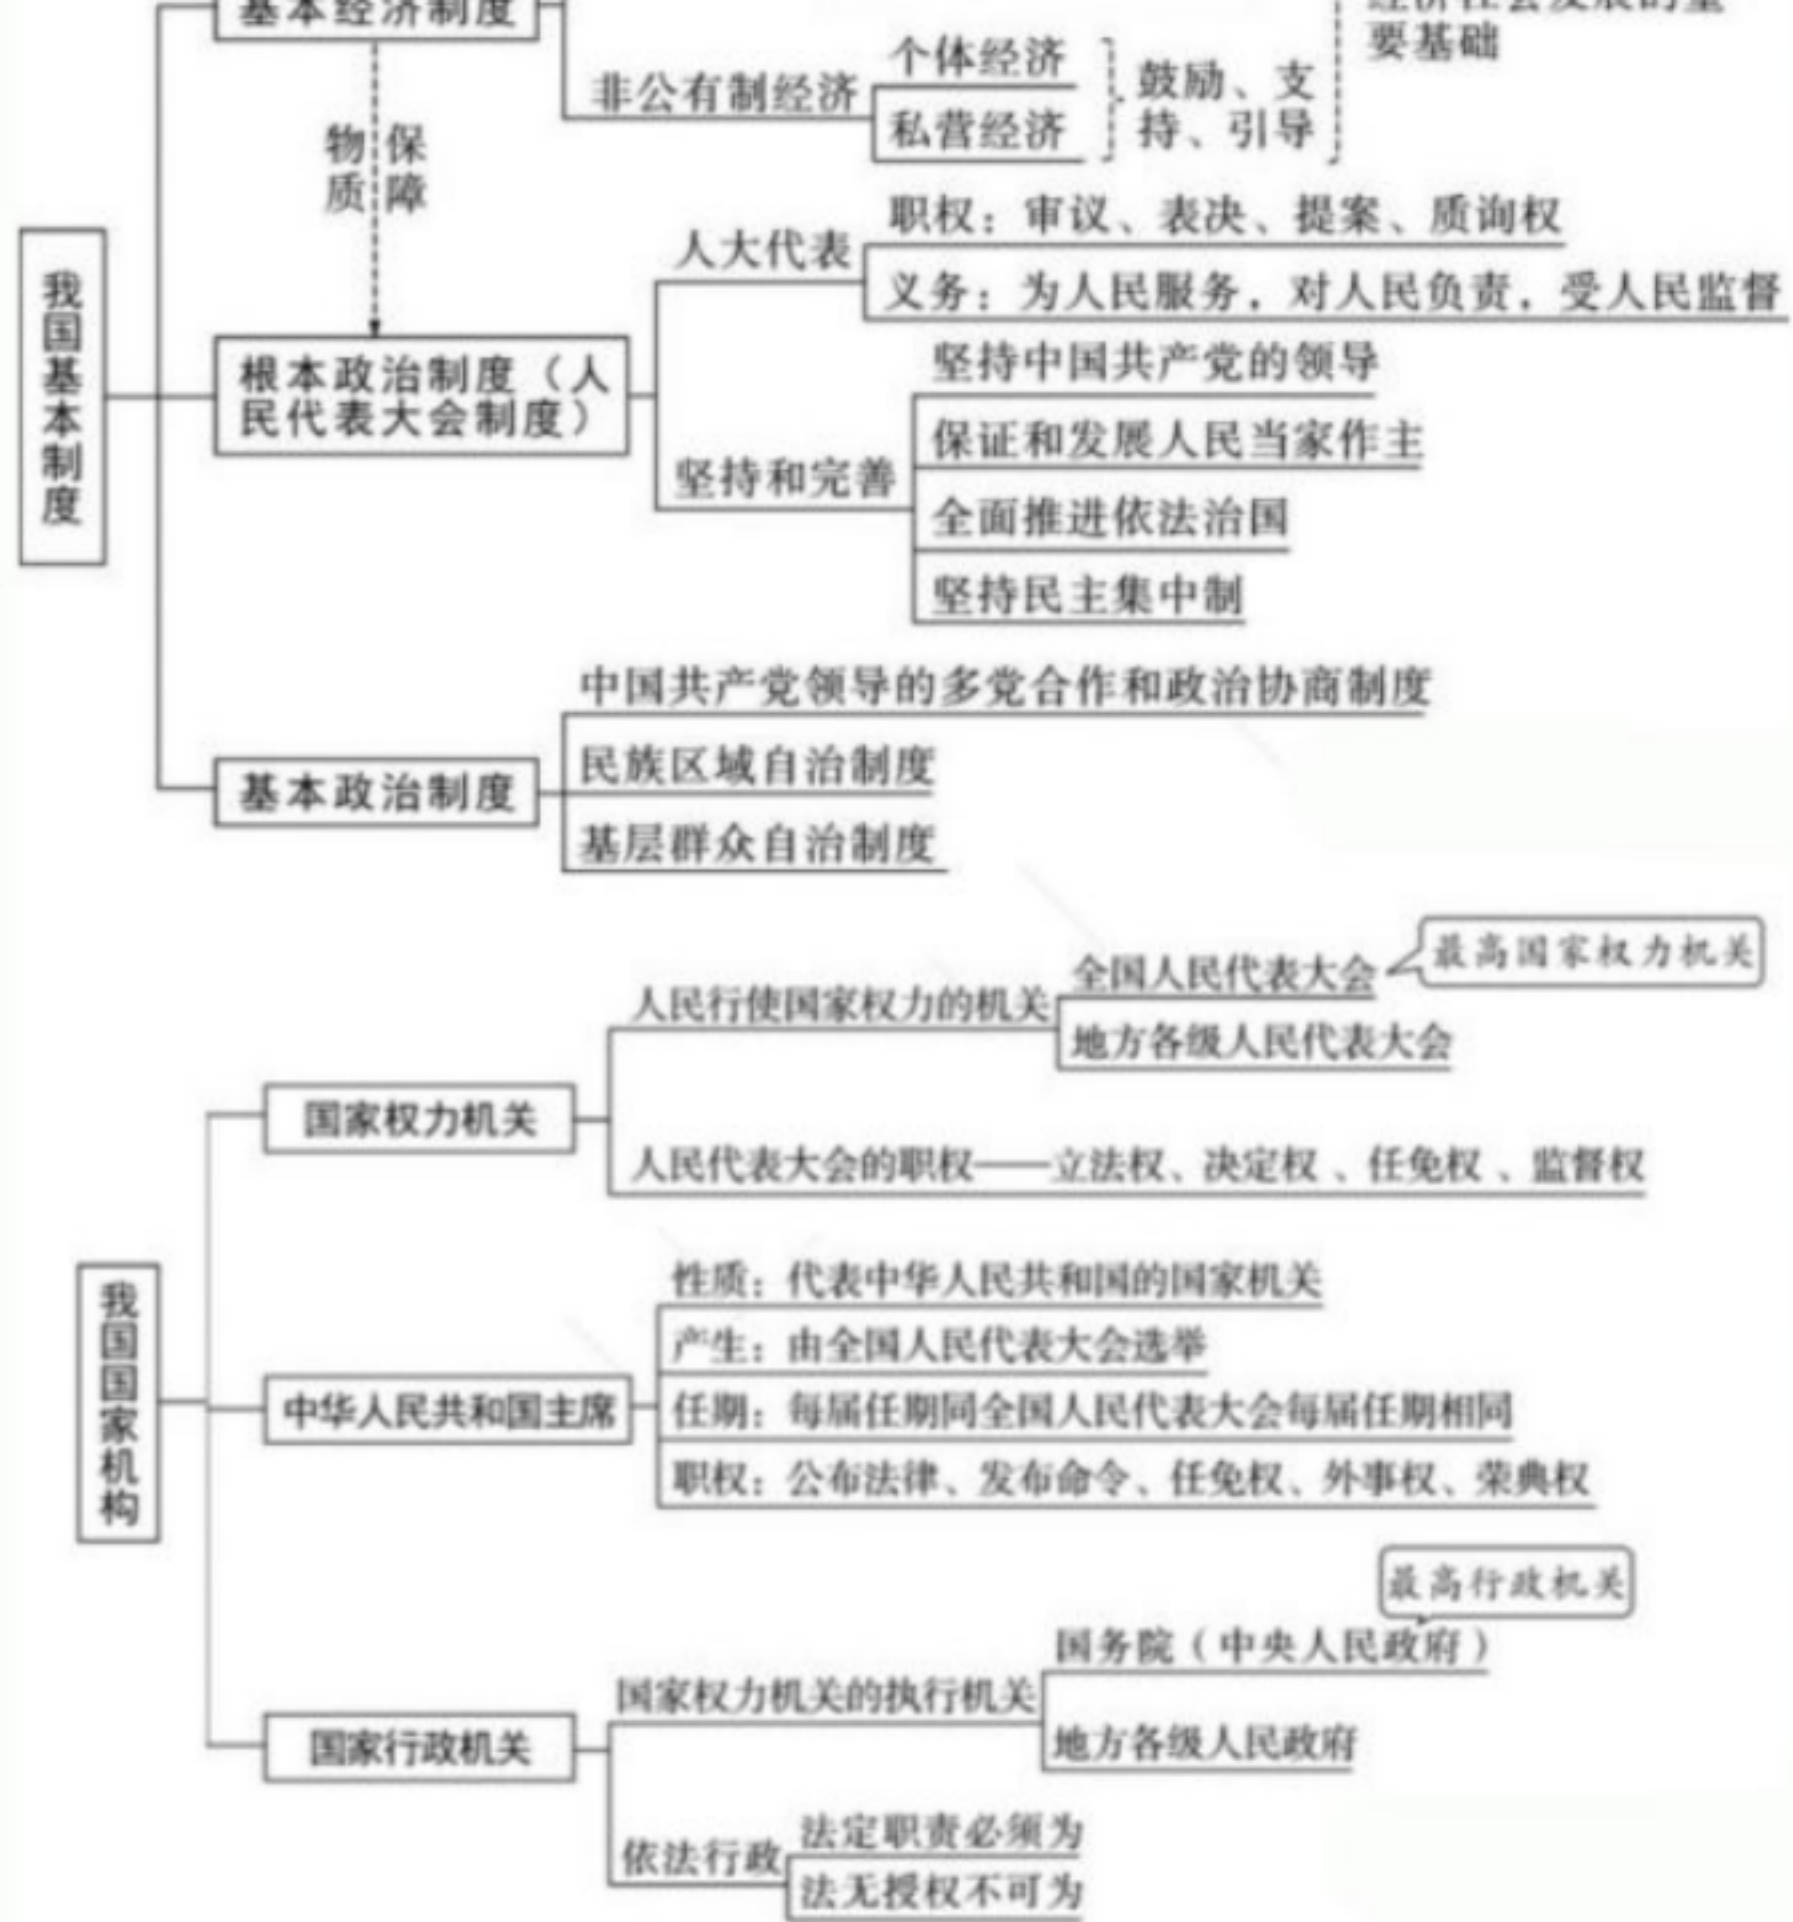 基本经济制度
要基础
非公有制经济
个体经济
私营经济
鼓励、支
持、引导
物质
保障
我国基本制度
人大代表
职权：审议、表决、提案、质询权
义务：为人民服务，对人民负责，受人民监督
根本政治制度（人
民代表大会制度）
坚持和完善
坚持中国共产党的领导
保证和发展人民当家作主
全面推进依法治国
坚持民主集中制
基本政治制度
中国共产党领导的多党合作和政治协商制度
民族区域自治制度
基层群众自治制度
我国国家机构
国家权力机关
人民行使国家权力的机关
全国人民代表大会
最高国家权力机关
地方各级人民代表大会
人民代表大会的职权——立法权、决定权、任免权、监督权
中华人民共和国主席
性质：代表中华人民共和国的国家机关
产生：由全国人民代表大会选举
任期：每届任期同全国人民代表大会每届任期相同
职权：公布法律、发布命令、任免权、外事权、荣典权
国家行政机关
国家权力机关的执行机关
最高行政机关
国务院（中央人民政府）
地方各级人民政府
依法行政
法定职责必须为
法无授权不可为